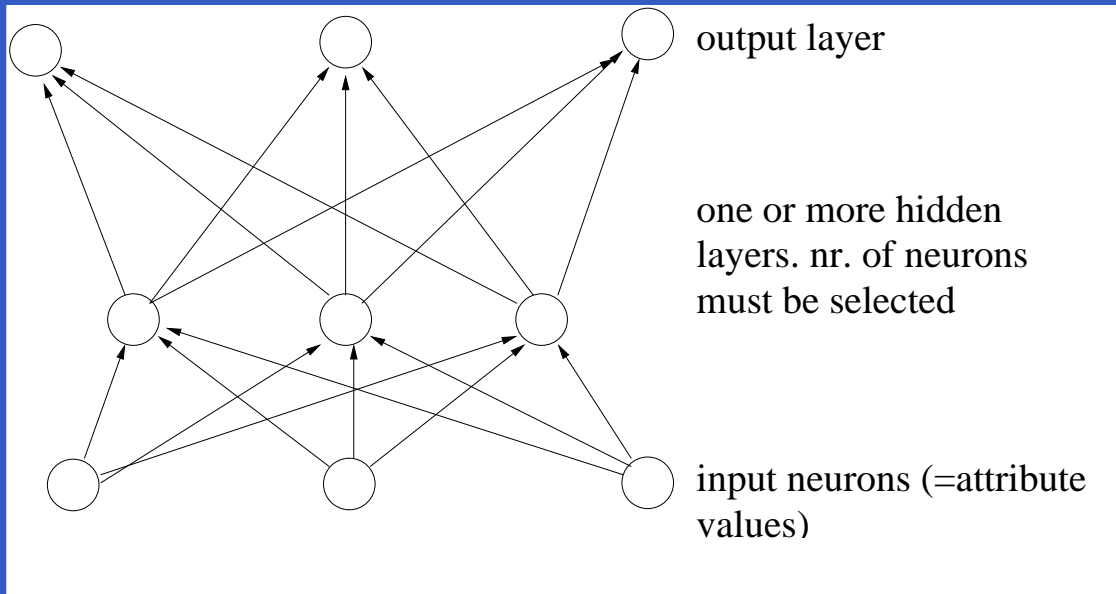 output layer
one or more hidden
layers. nr. of neurons
must be selected
input neurons (=attribute
values)